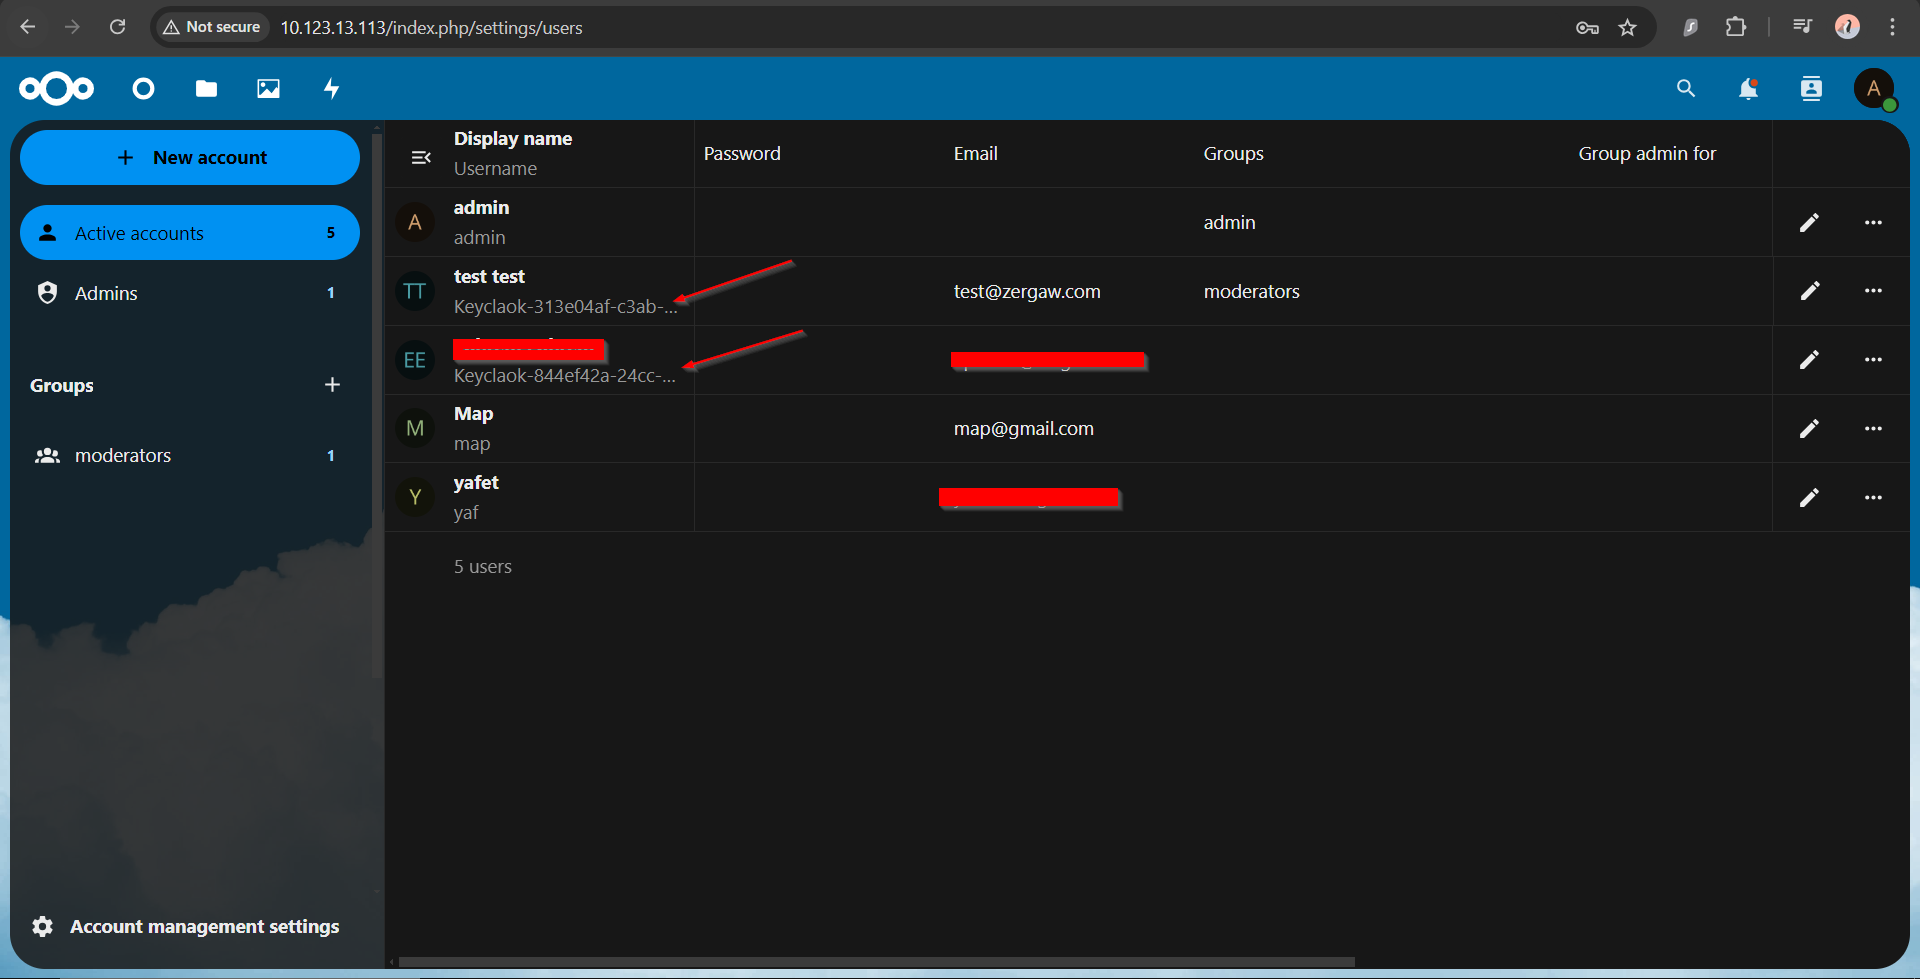 Not secure 10.123.13.113/index.php/settings/users
A
New account
Active accounts 5
Admins 1
Groups
moderators 1
Account management settings
Display name
Username
Password Email Groups Group admin for
A admin
admin
admin
TT test test
Keyclaok-313e04af-c3ab-...
test@zergaw.com moderators
EE
Keyclaok-844ef42a-24cc-...
M Map
map
map@gmail.com
Y yafet
yaf
5 users